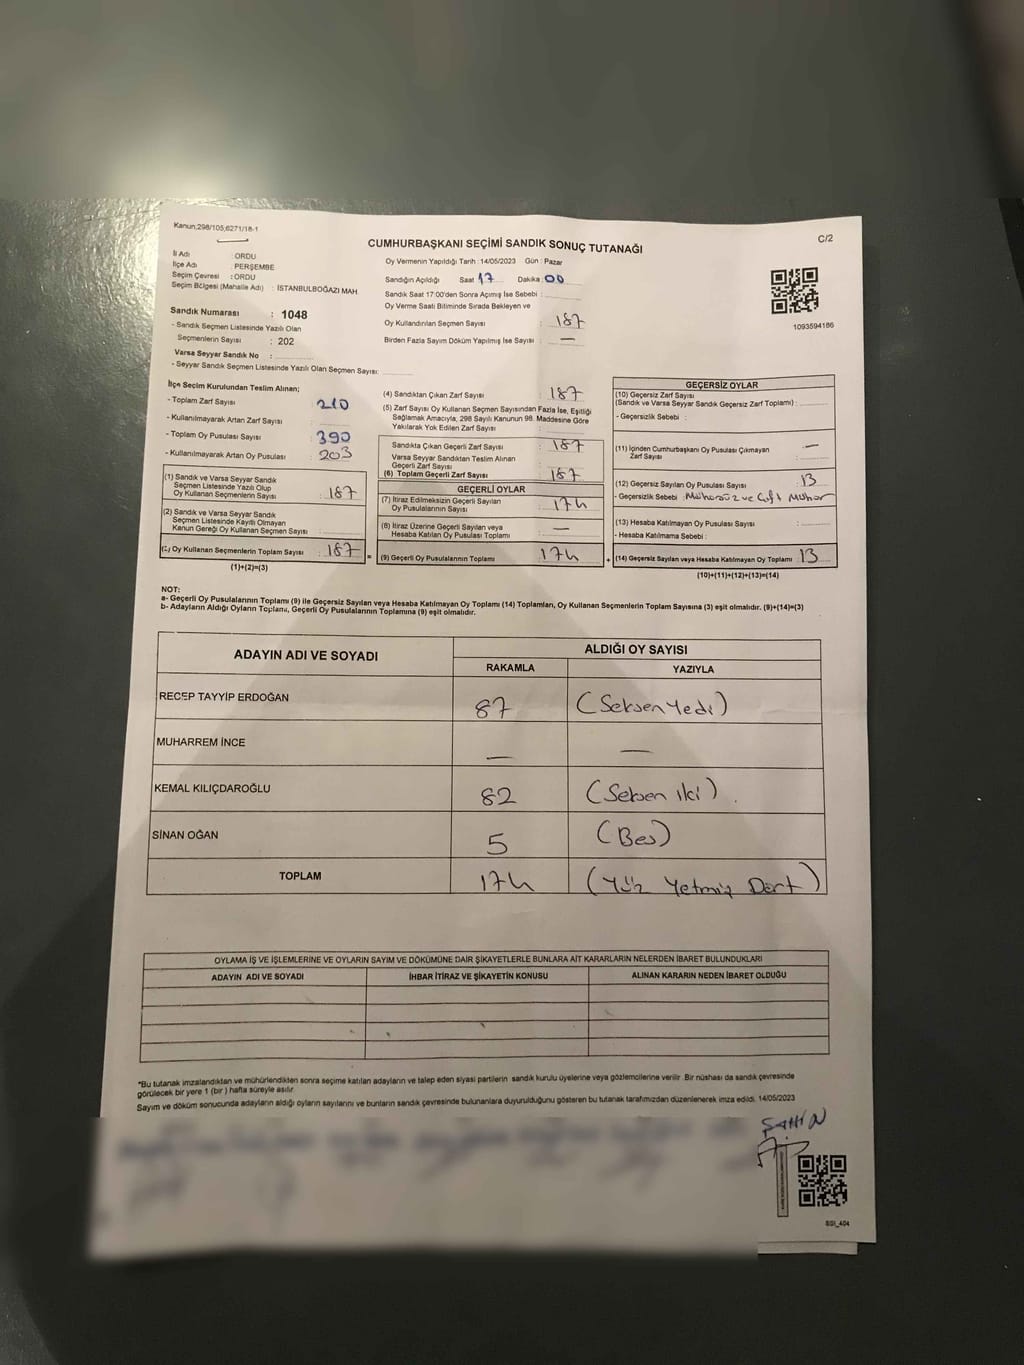 Kanun;298/105;6271/18-1
C/2
CUMHURBAŞKANI SEÇİMİ SANDIK SONUÇ TUTANAĞI
İl Adı : ORDU
İlçe Adı : PERŞEMBE
Seçim Çevresi : ORDU
Seçim Bölgesi (Mahalle Adı) : İSTANBULBOĞAZI MAH.
Sandık Numarası : 1048
- Sandık Seçmen Listesinde Yazılı Olan
Seçmenlerin Sayısı : 202
Varsa Seyyar Sandık No :
- Seyyar Sandık Seçmen Listesinde Yazılı Olan Seçmen Sayısı:
Oy Vermenin Yapıldığı Tarih : 14/05/2023 Gün : Pazar
Sandığın Açıldığı Saat 17 Dakika : 00
Sandık Saat 17:00'den Sonra Açımış İse Sebebi :
Oy Verme Saati Bitiminde Sırada Bekleyen ve
Oy Kullandırılan Seçmen Sayısı : 187
Birden Fazla Sayım Döküm Yapılmış İse Sayısı : —
1093594186
İlçe Seçim Kurulundan Teslim Alınan;
- Toplam Zarf Sayısı : 210
- Kullanılmayarak Artan Zarf Sayısı :
- Toplam Oy Pusulası Sayısı : 390
- Kullanılmayarak Artan Oy Pusulası : 203
(1) Sandık ve Varsa Seyyar Sandık
Seçmen Listesinde Yazılı Olup
Oy Kullanan Seçmenlerin Sayısı : 187
(2) Sandık ve Varsa Seyyar Sandık
Seçmen Listesinde Kayıtlı Olmayan
Kanun Gereği Oy Kullanan Seçmen Sayısı :
Oy Kullanan Seçmenlerin Toplam Sayısı : 187
(1)+(2)=(3)
(4) Sandıktan Çıkan Zarf Sayısı : 187
(5) Zarf Sayısı Oy Kullanan Seçmen Sayısından Fazla İse, Eşitliği
Sağlamak Amacıyla; 298 Sayılı Kanunun 98. Maddesine Göre
Yakılarak Yok Edilen Zarf Sayısı :
Sandıkta Çıkan Geçerli Zarf Sayısı : 187
Varsa Seyyar Sandıktan Teslim Alınan
Geçerli Zarf Sayısı :
(6) Toplam Geçerli Zarf Sayısı : 187
GEÇERLİ OYLAR
(7) İtiraz Edilmeksizin Geçerli Sayılan
Oy Pusulalarının Sayısı : 174
(8) İtiraz Üzerine Geçerli Sayılan veya
Hesaba Katılan Oy Pusulası Toplamı : —
= (9) Geçerli Oy Pusulalarının Toplamı : 174
GEÇERSİZ OYLAR
(10) Geçersiz Zarf Sayısı
(Sandık ve Varsa Seyyar Sandık Geçersiz Zarf Toplamı) :
- Geçersizlik Sebebi :
(11) İçinden Cumhurbaşkanı Oy Pusulası Çıkmayan
Zarf Sayısı : —
(12) Geçersiz Sayılan Oy Pusulası Sayısı : 13
- Geçersizlik Sebebi : Mühürsüz ve Çift Mühür
(13) Hesaba Katılmayan Oy Pusulası Sayısı :
- Hesaba Katılmama Sebebi :
+ (14) Geçersiz Sayılan veya Hesaba Katılmayan Oy Toplamı 13
(10)+(11)+(12)+(13)=(14)
NOT:
a- Geçerli Oy Pusulalarının Toplamı (9) ile Geçersiz Sayılan veya Hesaba Katılmayan Oy Toplamı (14) Toplamları, Oy Kullanan Seçmenlerin Toplam Sayısına (3) eşit olmalıdır. (9)+(14)=(3)
b- Adayların Aldığı Oyların Toplamı, Geçerli Oy Pusulalarının Toplamına (9) eşit olmalıdır.
ADAYIN ADI VE SOYADI ALDIĞI OY SAYISI
RAKAMLA YAZIYLA
RECEP TAYYİP ERDOĞAN 87 (Seksen Yedi)
MUHARREM İNCE — —
KEMAL KILIÇDAROĞLU 82 (Seksen iki)
SİNAN OĞAN 5 (Beş)
TOPLAM 174 (Yüz Yetmiş Dört)
OYLAMA İŞ VE İŞLEMLERİNE VE OYLARIN SAYIM VE DÖKÜMÜNE DAİR ŞİKAYETLERLE BUNLARA AİT KARARLARIN NELERDEN İBARET BULUNDUKLARI
ADAYIN ADI VE SOYADI İHBAR İTİRAZ VE ŞİKAYETİN KONUSU ALINAN KARARIN NEDEN İBARET OLDUĞU
*Bu tutanak imzalandıktan ve mühürlendikten sonra seçime katılan adayların ve talep eden siyasi partilerin sandık kurulu üyelerine veya gözlemcilerine verilir. Bir nüshası da sandık çevresinde
görülecek bir yere 1 (bir) hafta süreyle asılır.
Sayım ve döküm sonucunda adayların aldığı oyların sayılarını ve bunların sandık çevresinde bulunanlara duyurulduğunu gösteren bu tutanak tarafımızdan düzenlenerek imza edildi. 14/05/2023
ŞAHİN